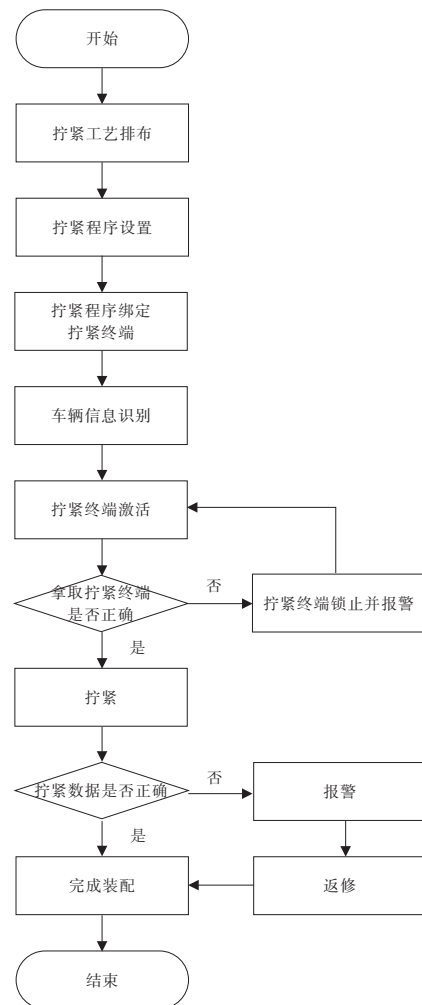 开始
拧紧工艺排布
拧紧程序设置
拧紧程序绑定
拧紧终端
车辆信息识别
拧紧终端激活
拿取拧紧终端
是否正确
否
拧紧终端锁止并报警
是
拧紧
拧紧数据是否正确
否
报警
是
完成装配
返修
结束